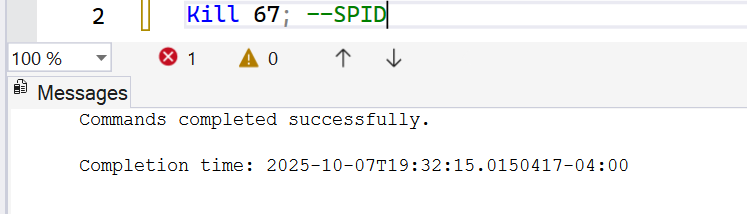 2 Kill 67; --SPID
100 % 1 0
Messages
Commands completed successfully.
Completion time: 2025-10-07T19:32:15.0150417-04:00